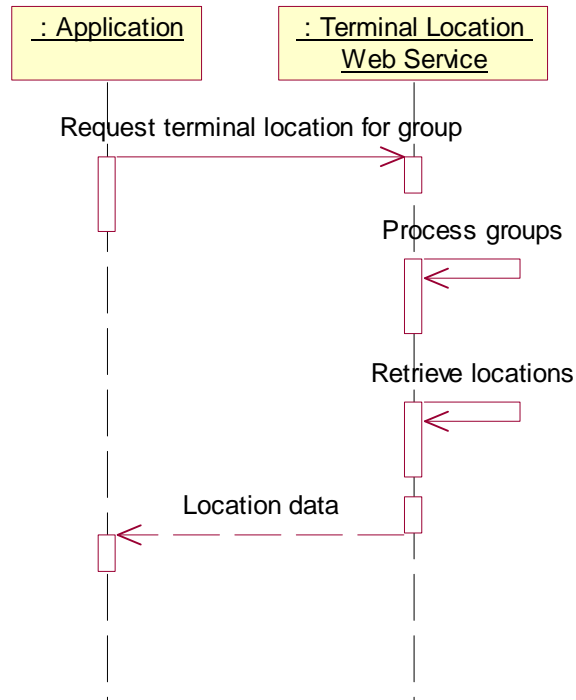 : Application
: Terminal Location
Web Service
Request terminal location for group
Process groups
Retrieve locations
Location data